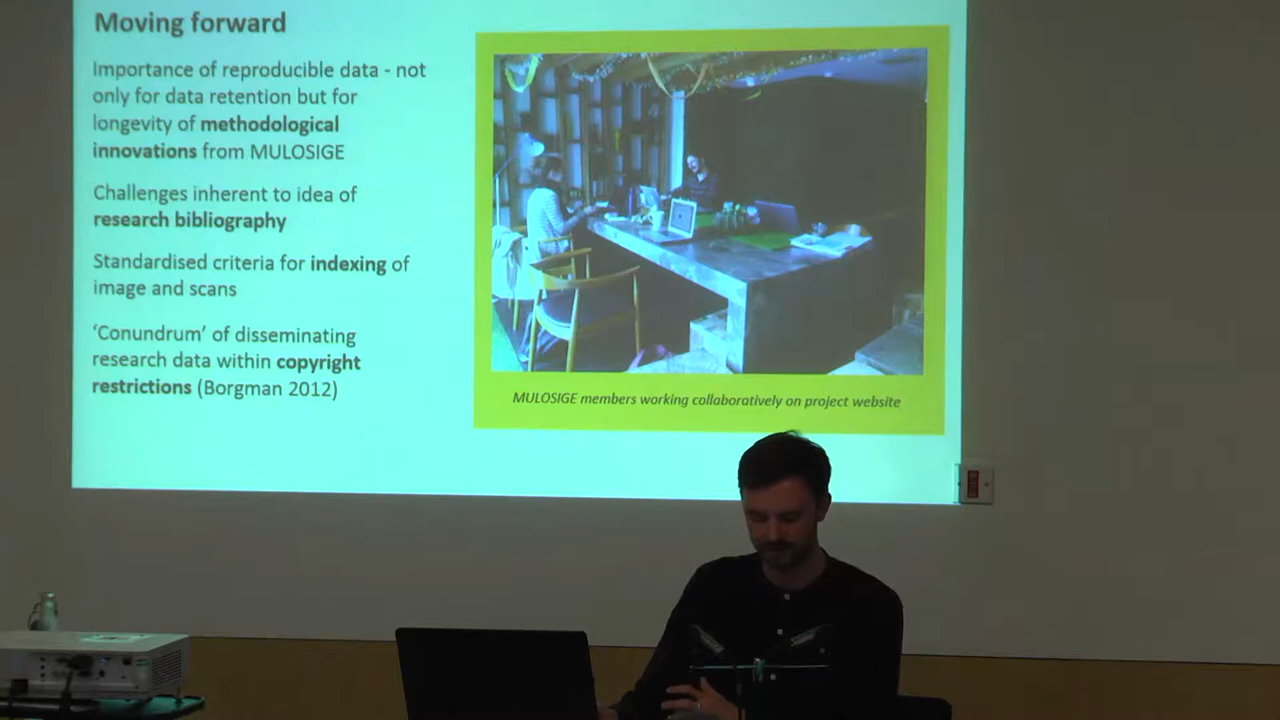 Moving forward
Importance of reproducible data - not
only for data retention but for
longevity of methodological
innovations from MULOSIGE
Challenges inherent to idea of
research bibliography
Standardised criteria for indexing of
image and scans
‘Conundrum’ of disseminating
research data within copyright
restrictions (Borgman 2012)
MULOSIGE members working collaboratively on project website